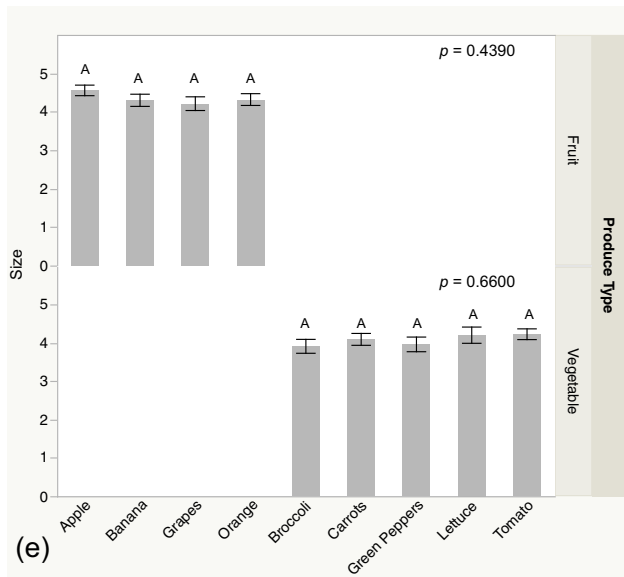 p = 0.4390
A A A A
5
4
3
2
1
0
Fruit
Size
Produce Type
p = 0.6600
A A A A A
5
4
3
2
1
0
Vegetable
Apple
Banana
Grapes
Orange
Broccoli
Carrots
Green Peppers
Lettuce
Tomato
(e)